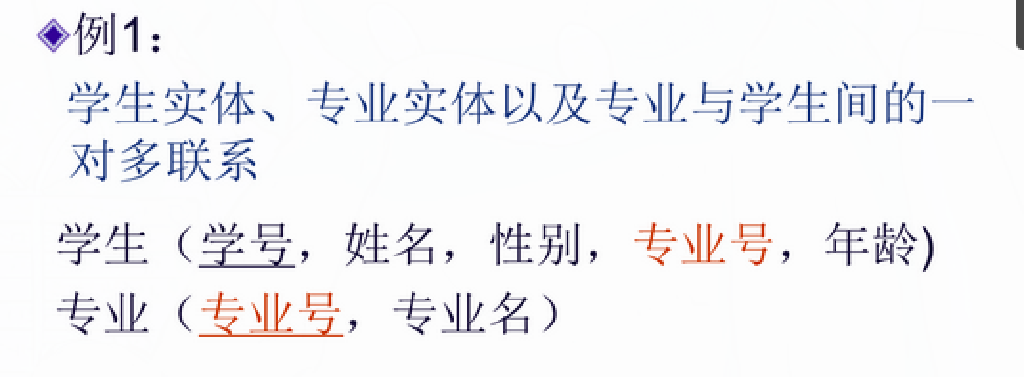 例1：
学生实体、专业实体以及专业与学生间的一
对多联系
学生（学号，姓名，性别，专业号，年龄)
专业（专业号，专业名）